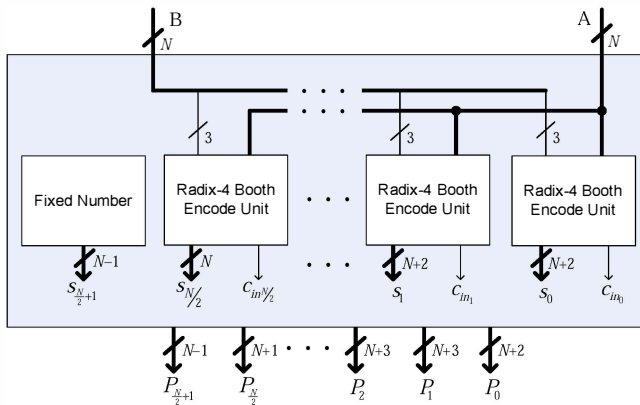 B A
N N
3 3 3
Fixed Number
Radix-4 Booth
Encode Unit
Radix-4 Booth
Encode Unit
Radix-4 Booth
Encode Unit
N−1 N N+2 N+2
s_{N/2+1} s_{N/2} c_{inN/2} s_1 c_{in_1} s_0 c_{in_0}
N−1 N+1 N+3 N+3 N+2
P_{N/2+1} P_{N/2} P_2 P_1 P_0